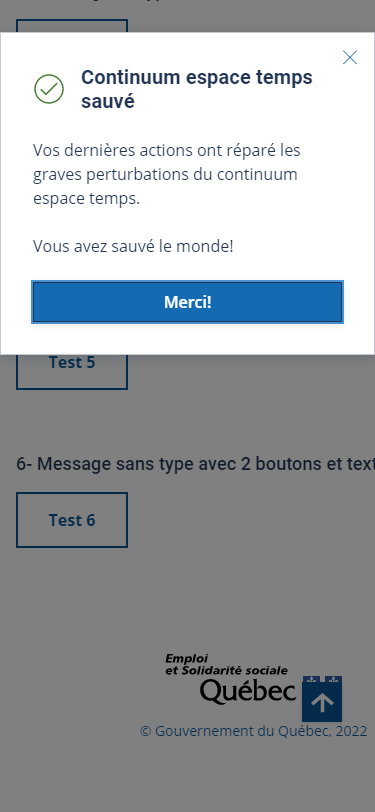 Continuum espace temps
sauvé
Vos dernières actions ont réparé les
graves perturbations du continuum
espace temps.
Vous avez sauvé le monde!
Merci!
Test 5
6- Message sans type avec 2 boutons et text
Test 6
Emploi
et Solidarité sociale
Québec
© Gouvernement du Québec, 2022